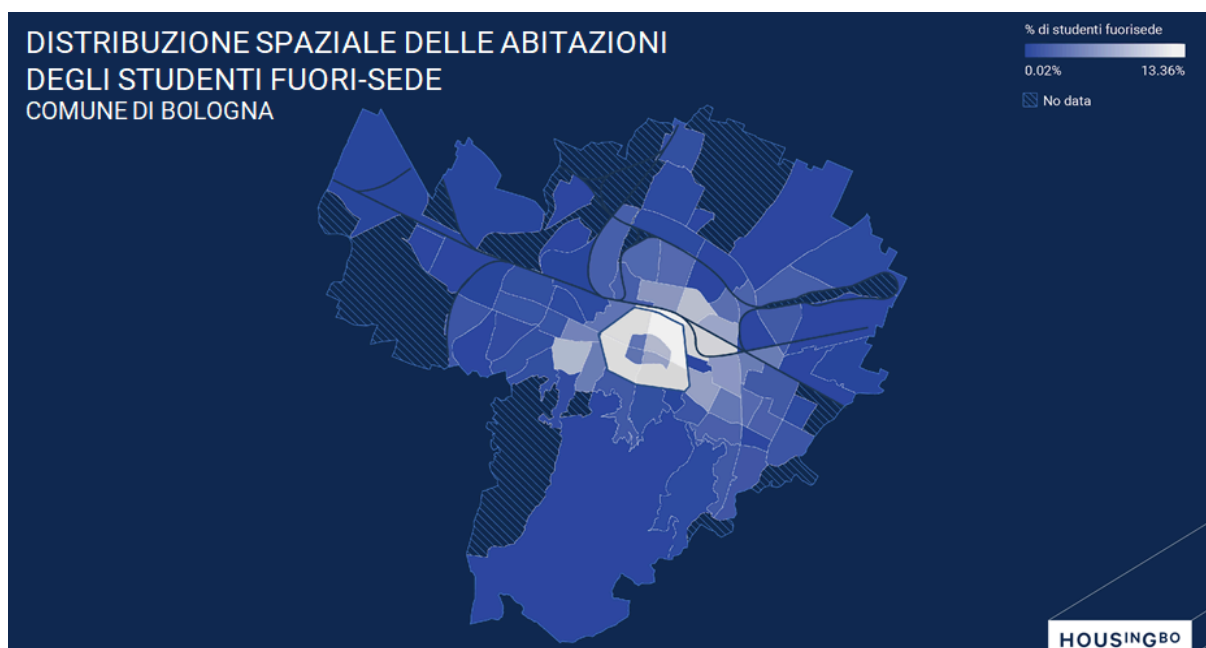 DISTRIBUZIONE SPAZIALE DELLE ABITAZIONI
DEGLI STUDENTI FUORI-SEDE
COMUNE DI BOLOGNA
% di studenti fuorisede
0.02% 13.36%
No data
HOUSINGBO